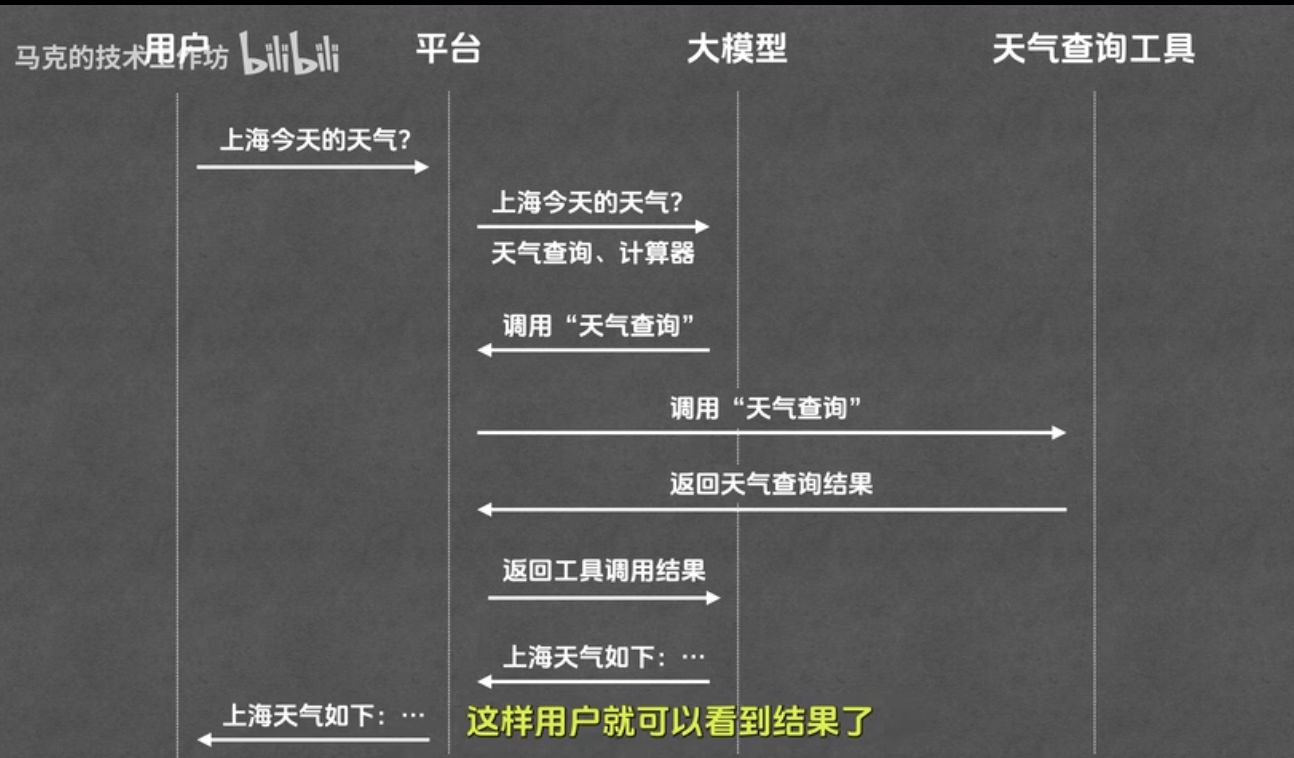 马克的技术工作坊 bilibili
用户 平台 大模型 天气查询工具
上海今天的天气？
上海今天的天气？
天气查询、计算器
调用“天气查询”
调用“天气查询”
返回天气查询结果
返回工具调用结果
上海天气如下：…
上海天气如下：…
这样用户就可以看到结果了